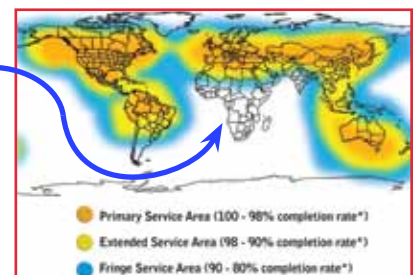 Primary Service Area (100 - 98% completion rate*)
Extended Service Area (98 - 90% completion rate*)
Fringe Service Area (90 - 80% completion rate*)